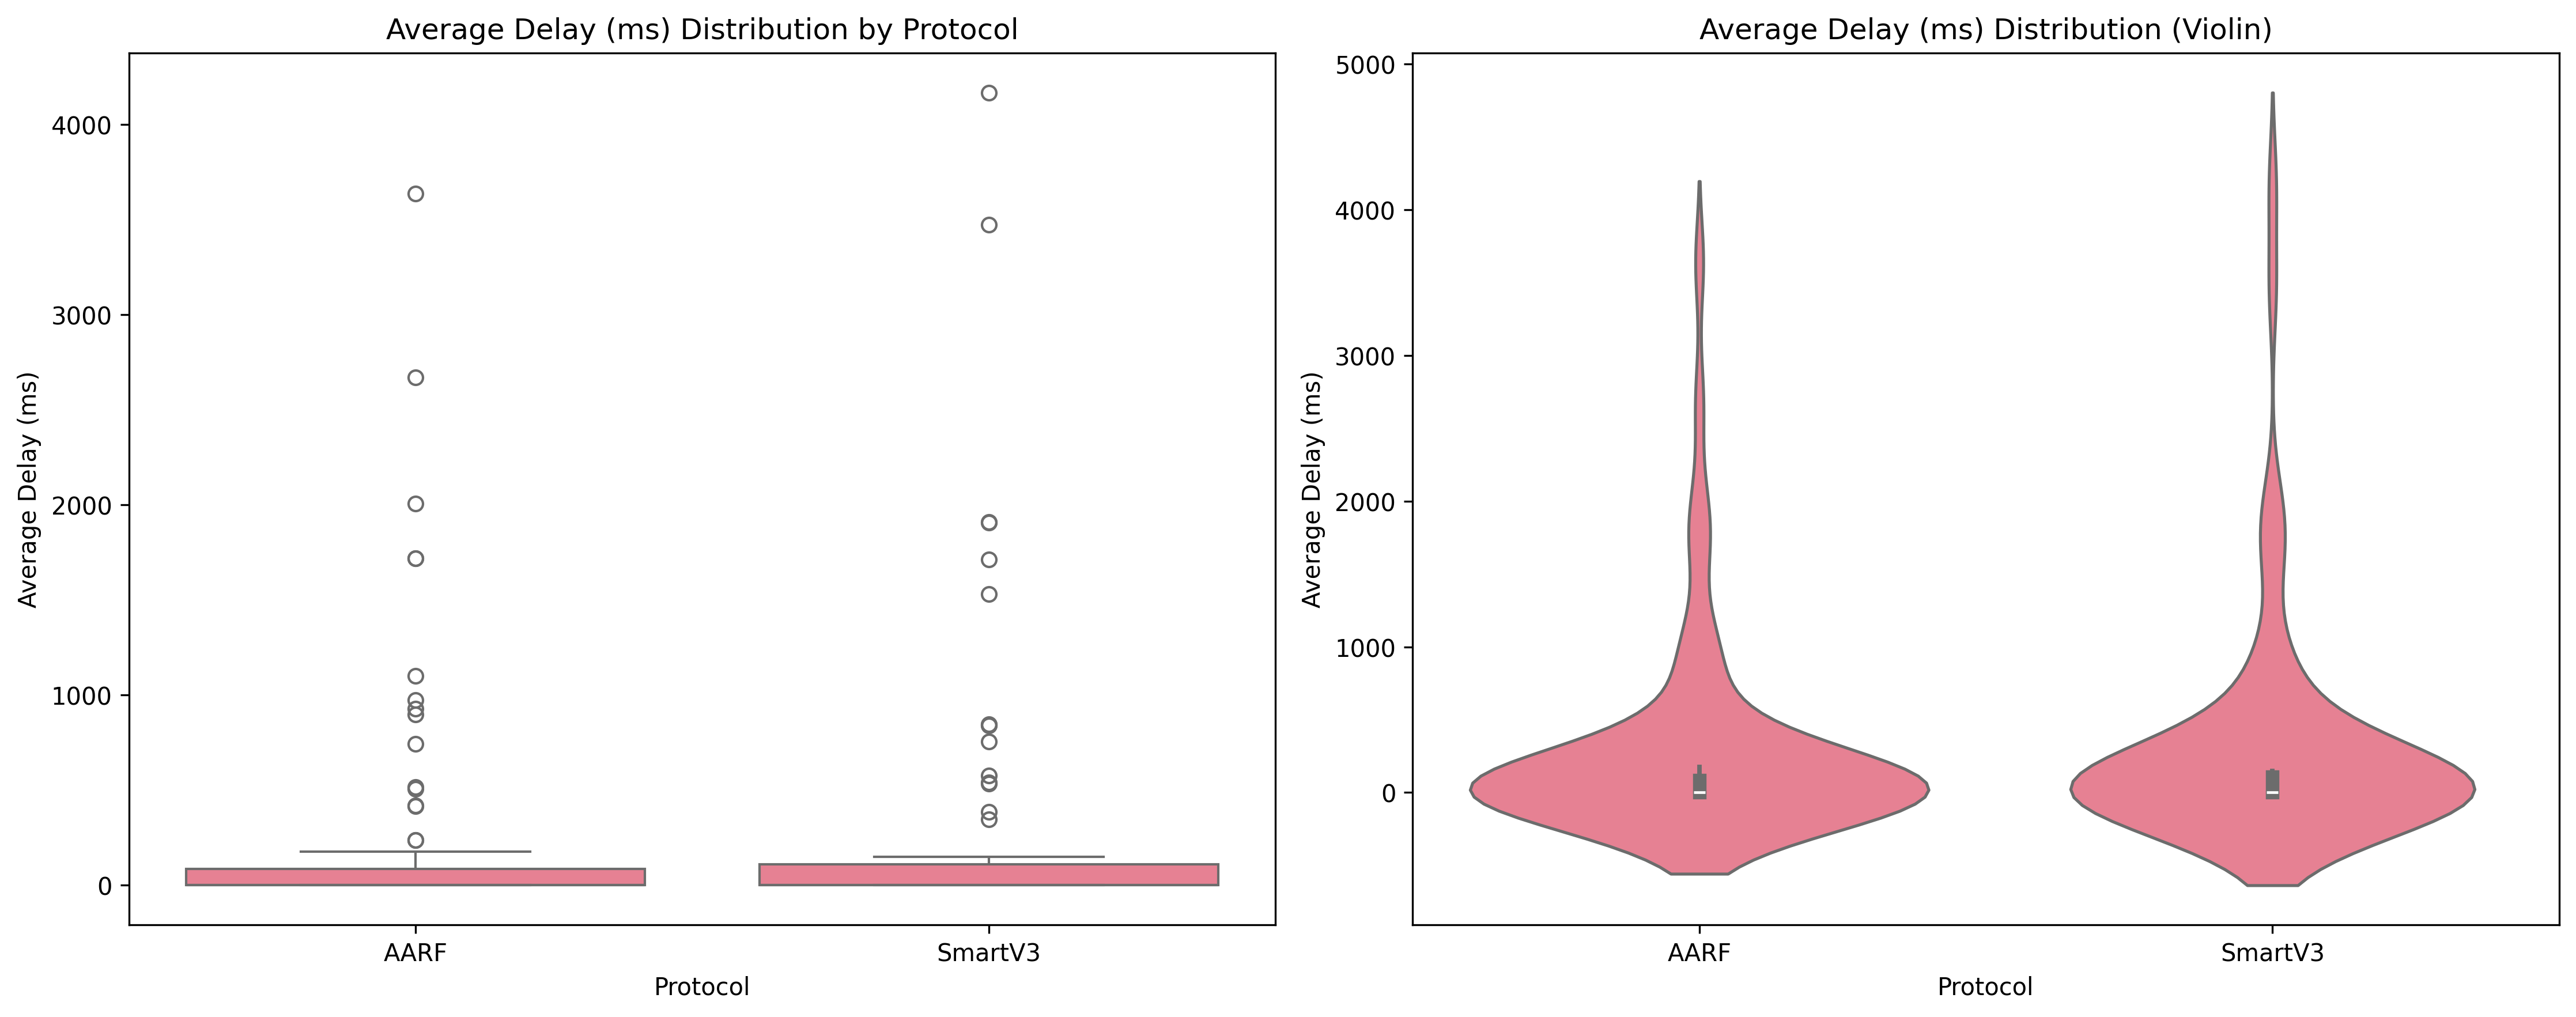 Average Delay (ms) Distribution by Protocol
Average Delay (ms)
4000
3000
2000
1000
0
AARF
SmartV3
Protocol
Average Delay (ms) Distribution (Violin)
Average Delay (ms)
5000
4000
3000
2000
1000
0
AARF
SmartV3
Protocol